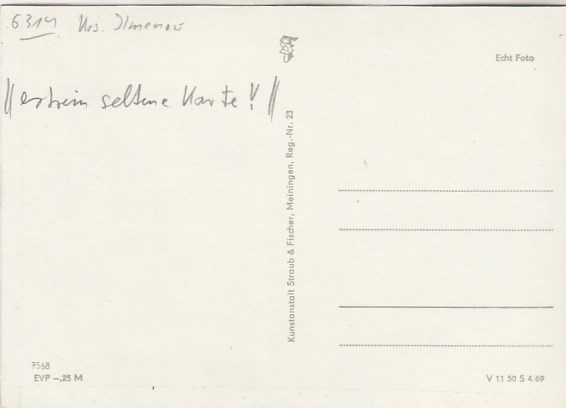 6314 Krs. Ilmenau
Echt Foto
|| extrem seltene Karte! ||
Kunstanstalt Straub & Fischer, Meiningen, Reg.-Nr. 23
7568
EVP –,25 M
V 11 50 S 4/69